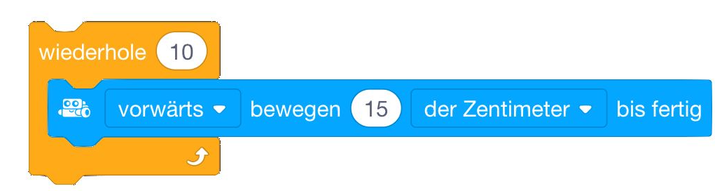 wiederhole 10
vorwärts bewegen 15 der Zentimeter bis fertig